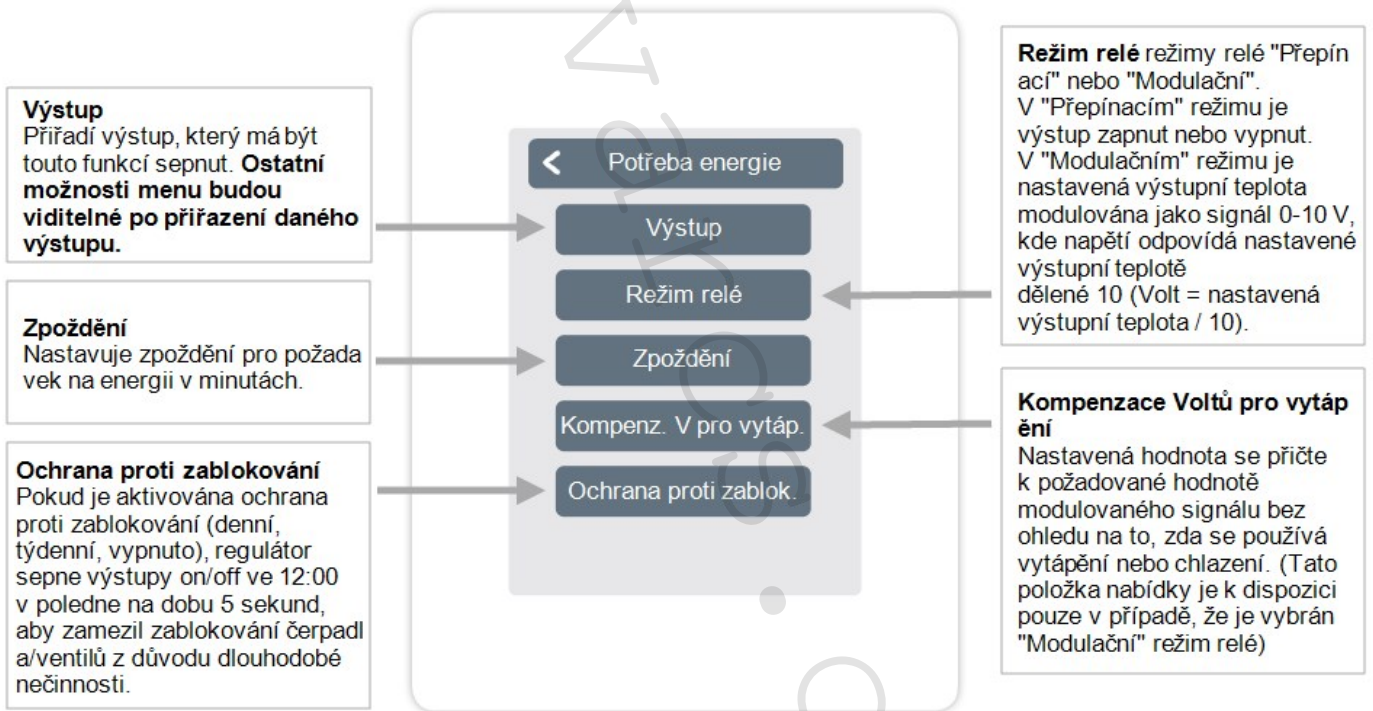 Výstup
Přiřadí výstup, který má být
touto funkcí sepnut. Ostatní
možnosti menu budou
viditelné po přiřazení daného
výstupu.
Zpoždění
Nastavuje zpoždění pro požada
vek na energii v minutách.
Ochrana proti zablokování
Pokud je aktivována ochrana
proti zablokování (denní,
týdenní, vypnuto), regulátor
sepne výstupy on/off ve 12:00
v poledne na dobu 5 sekund,
aby zamezil zablokování čerpadl
a/ventilů z důvodu dlouhodobé
nečinnosti.
Potřeba energie
Výstup
Režim relé
Zpoždění
Kompenz. V pro vytáp.
Ochrana proti zablok.
Režim relé režimy relé "Přepín
ací" nebo "Modulační".
V "Přepínacím" režimu je
výstup zapnut nebo vypnut.
V "Modulačním" režimu je
nastavená výstupní teplota
modulována jako signál 0-10 V,
kde napětí odpovídá nastavené
výstupní teplotě
dělené 10 (Volt = nastavená
výstupní teplota / 10).
Kompenzace Voltů pro vytáp
ění
Nastavená hodnota se přičte
k požadované hodnotě
modulovaného signálu bez
ohledu na to, zda se používá
vytápění nebo chlazení. (Tato
položka nabídky je k dispozici
pouze v případě, že je vybrán
"Modulační" režim relé)